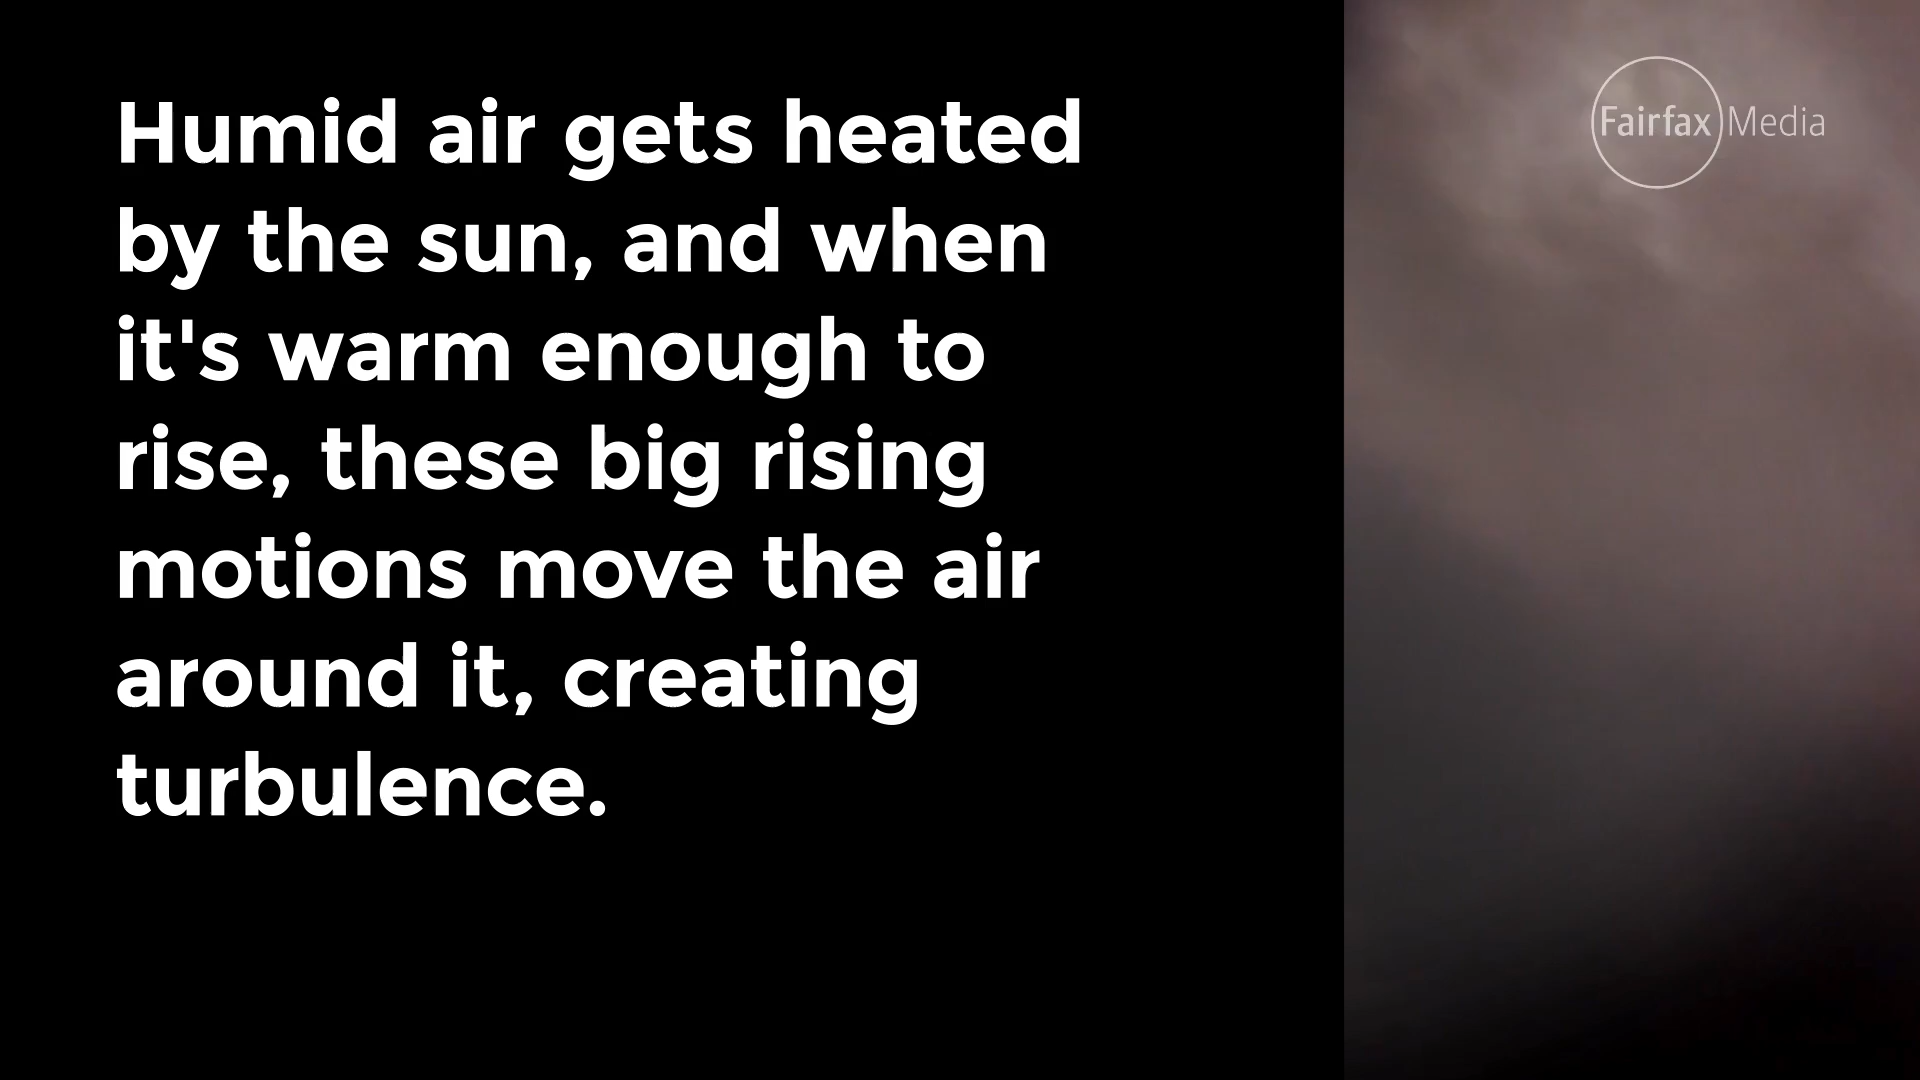 Humid air gets heated
by the sun, and when
it's warm enough to
rise, these big rising
motions move the air
around it, creating
turbulence.
Fairfax Media